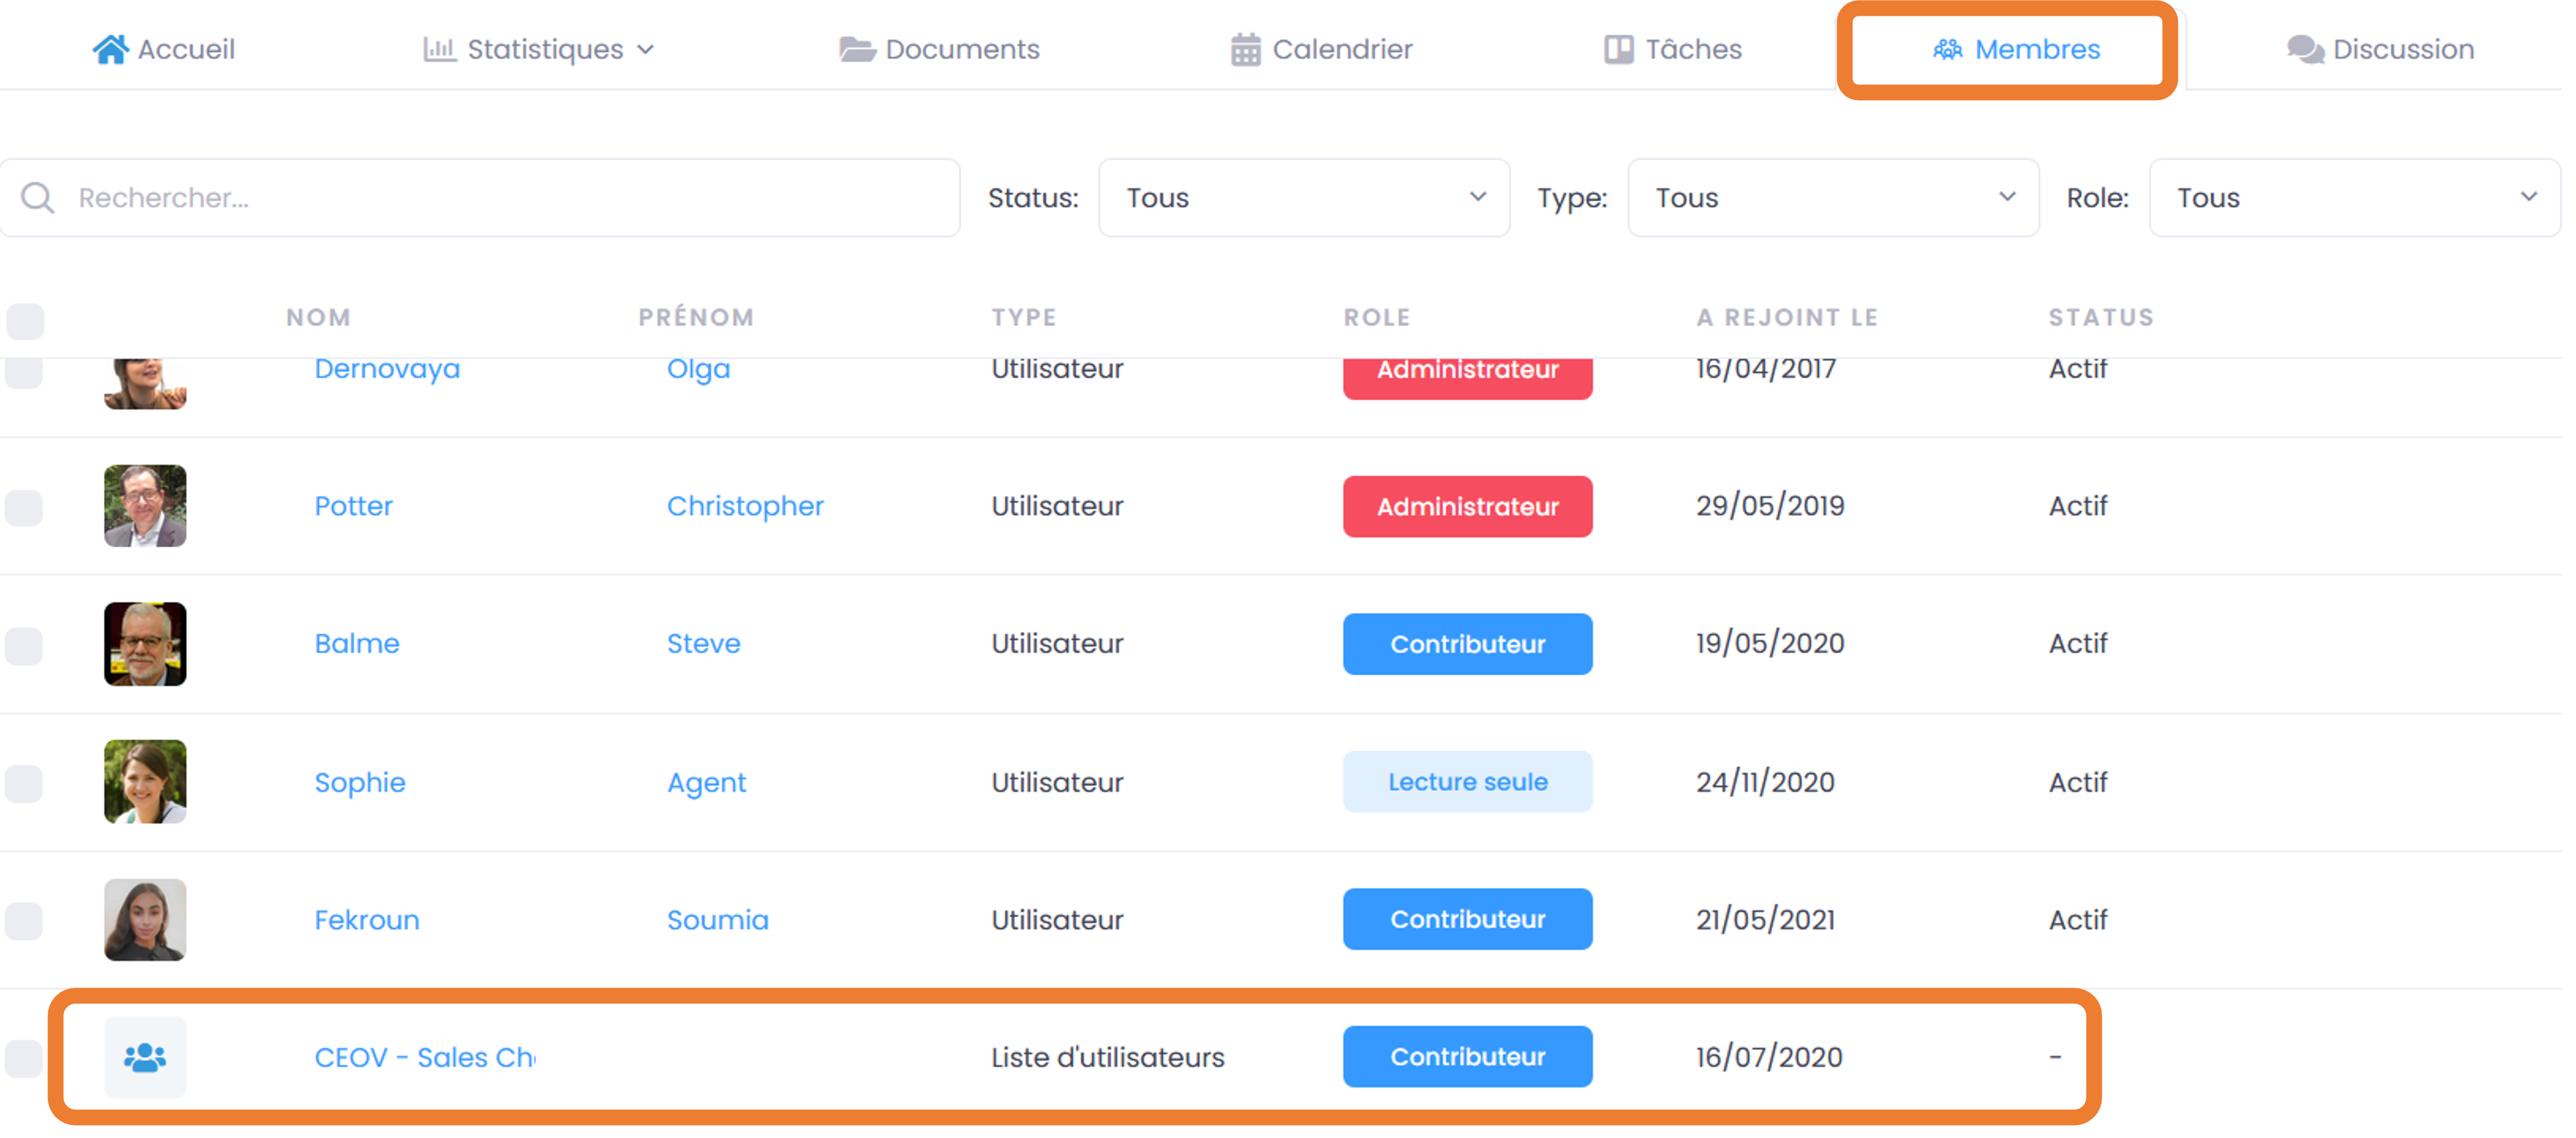 Accueil Statistiques Documents Calendrier Tâches Membres Discussion
Rechercher... Status: Tous Type: Tous Role: Tous
NOM PRÉNOM TYPE ROLE A REJOINT LE STATUS
Dernovaya Olga Utilisateur Administrateur 16/04/2017 Actif
Potter Christopher Utilisateur Administrateur 29/05/2019 Actif
Balme Steve Utilisateur Contributeur 19/05/2020 Actif
Sophie Agent Utilisateur Lecture seule 24/11/2020 Actif
Fekroun Soumia Utilisateur Contributeur 21/05/2021 Actif
CEOV - Sales Liste d'utilisateurs Contributeur 16/07/2020 -